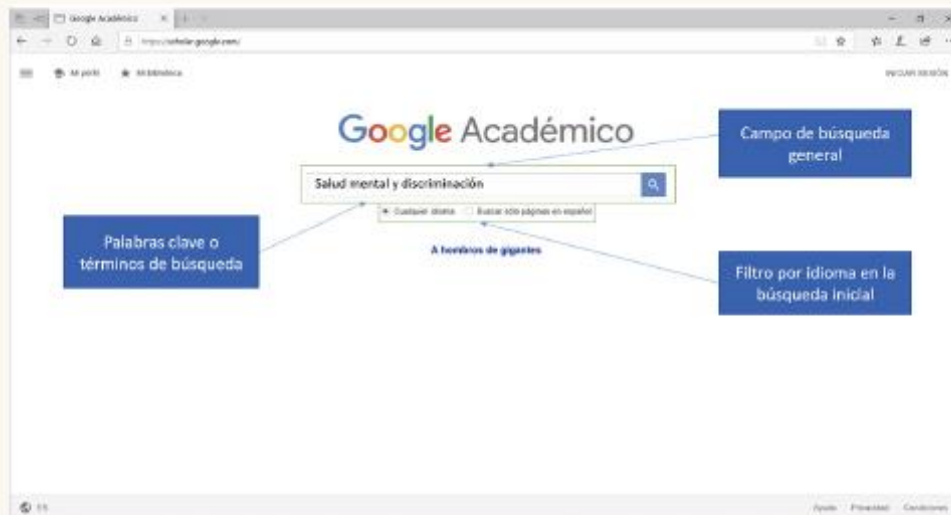 Google Académico
https://scholar.google.com/
Mi perfil
Mi biblioteca
INICIAR SESIÓN
Google Académico
Campo de búsqueda
general
Salud mental y discriminación
Cualquier idioma
Buscar sólo páginas en español
Palabras clave o
términos de búsqueda
A hombros de gigantes
Filtro por idioma en la
búsqueda inicial
Ayuda Privacidad Condiciones